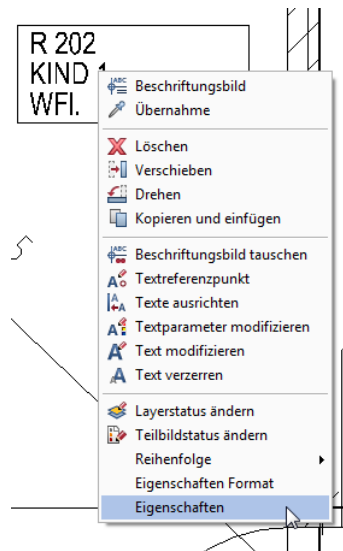 R 202
KIND 1
WFl.
Beschriftungsbild
Übernahme
Löschen
Verschieben
Drehen
Kopieren und einfügen
Beschriftungsbild tauschen
Textreferenzpunkt
Texte ausrichten
Textparameter modifizieren
Text modifizieren
Text verzerren
Layerstatus ändern
Teilbildstatus ändern
Reihenfolge
Eigenschaften Format
Eigenschaften